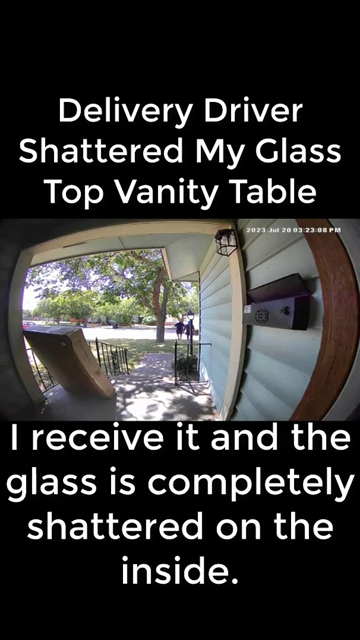 Delivery Driver
Shattered My Glass
Top Vanity Table
2023 Jul 20 03:23:08 PM
I receive it and the
glass is completely
shattered on the
inside.